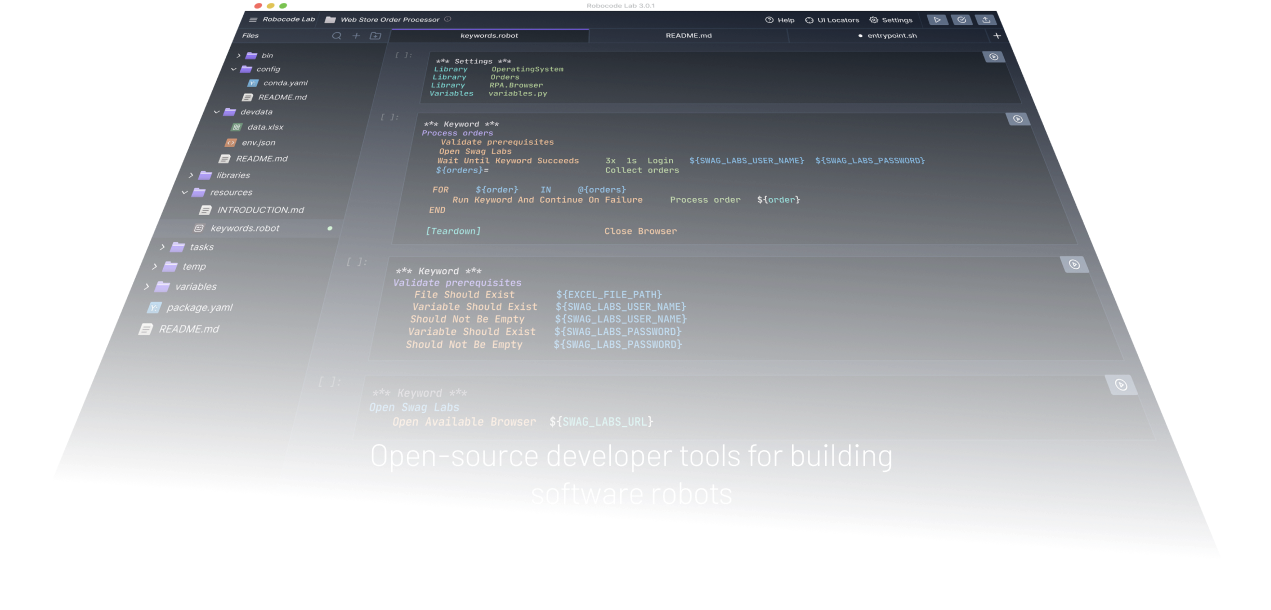 Robocode Lab 3.0.1
Robocode Lab Web Store Order Processor Help UI Locators Settings
Files keywords.robot README.md entrypoint.sh
bin
config
conda.yaml
README.md
devdata
data.xlsx
env.json
README.md
libraries
resources
INTRODUCTION.md
keywords.robot
tasks
temp
variables
package.yaml
README.md
[ ]:
*** Settings ***
Library OperatingSystem
Library Orders
Library RPA.Browser
Variables variables.py
[ ]:
*** Keyword ***
Process orders
Validate prerequisites
Open Swag Labs
Wait Until Keyword Succeeds 3x 1s Login ${SWAG_LABS_USER_NAME} ${SWAG_LABS_PASSWORD}
${orders}= Collect orders
FOR ${order} IN @{orders}
Run Keyword And Continue On Failure Process order ${order}
END
[Teardown] Close Browser
[ ]:
*** Keyword ***
Validate prerequisites
File Should Exist ${EXCEL_FILE_PATH}
Variable Should Exist ${SWAG_LABS_USER_NAME}
Should Not Be Empty ${SWAG_LABS_USER_NAME}
Variable Should Exist ${SWAG_LABS_PASSWORD}
Should Not Be Empty ${SWAG_LABS_PASSWORD}
[ ]:
*** Keyword ***
Open Swag Labs
Open Available Browser ${SWAG_LABS_URL}
Open-source developer tools for building
software robots